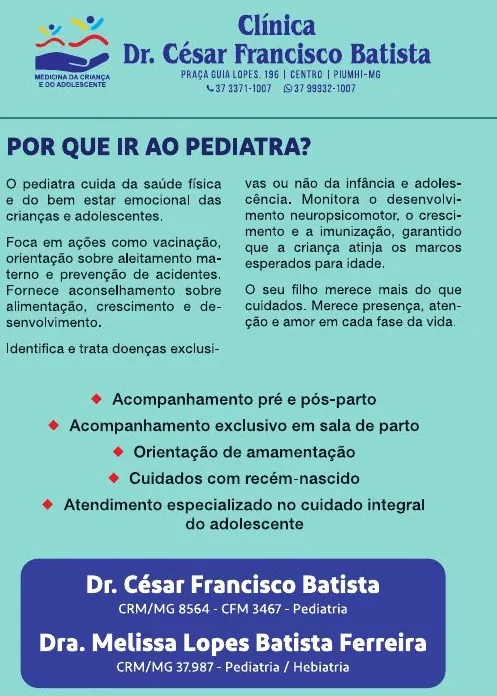 Clínica
Dr. César Francisco Batista
PRAÇA GUIA LOPES, 196 | CENTRO | PIUMHI-MG
37 3371-1007 37 99932-1007
MEDICINA DA CRIANÇA
E DO ADOLESCENTE
POR QUE IR AO PEDIATRA?
O pediatra cuida da saúde física
e do bem estar emocional das
crianças e adolescentes.
Foca em ações como vacinação,
orientação sobre aleitamento ma-
terno e prevenção de acidentes.
Fornece aconselhamento sobre
alimentação, crescimento e de-
senvolvimento.
Identifica e trata doenças exclusi-
vas ou não da infância e adoles-
cência. Monitora o desenvolvi-
mento neuropsicomotor, o cresci-
mento e a imunização, garantido
que a criança atinja os marcos
esperados para idade.
O seu filho merece mais do que
cuidados. Merece presença, aten-
ção e amor em cada fase da vida.
Acompanhamento pré e pós-parto
Acompanhamento exclusivo em sala de parto
Orientação de amamentação
Cuidados com recém-nascido
Atendimento especializado no cuidado integral
do adolescente
Dr. César Francisco Batista
CRM/MG 8564 - CFM 3467 - Pediatria
Dra. Melissa Lopes Batista Ferreira
CRM/MG 37.987 - Pediatria / Hebiatria